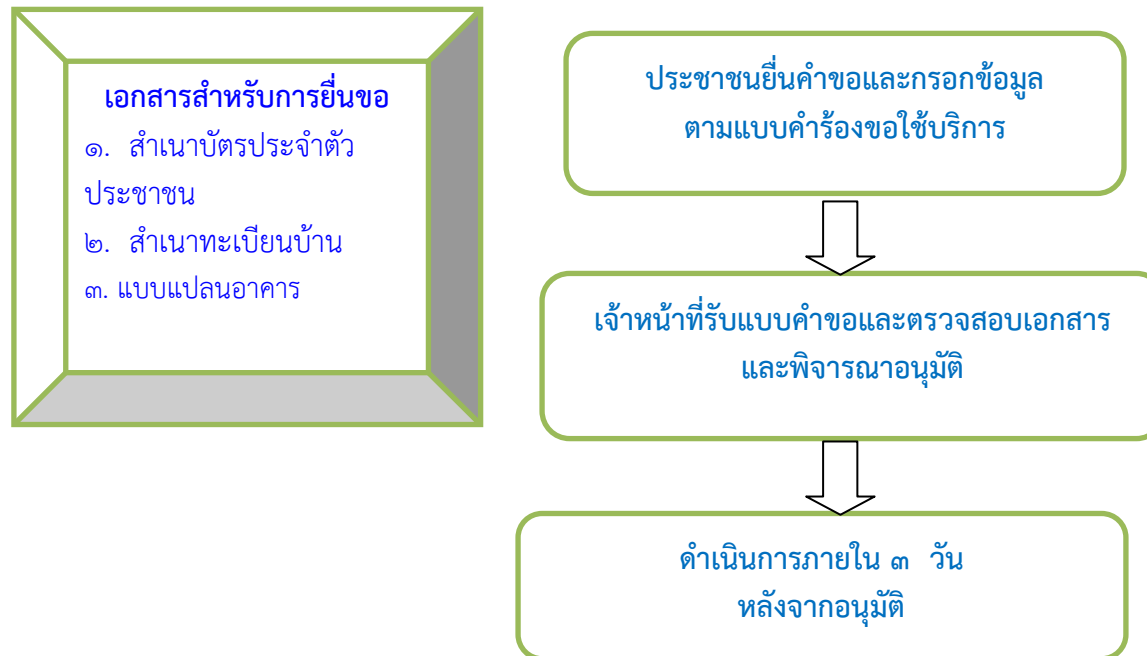 เอกสารสำหรับการยื่นขอ
๑. สำเนาบัตรประจำตัว
ประชาชน
๒. สำเนาทะเบียนบ้าน
๓. แบบแปลนอาคาร
ประชาชนยื่นคำขอและกรอกข้อมูล
ตามแบบคำร้องขอใช้บริการ
เจ้าหน้าที่รับแบบคำขอและตรวจสอบเอกสาร
และพิจารณาอนุมัติ
ดำเนินการภายใน ๓ วัน
หลังจากอนุมัติ